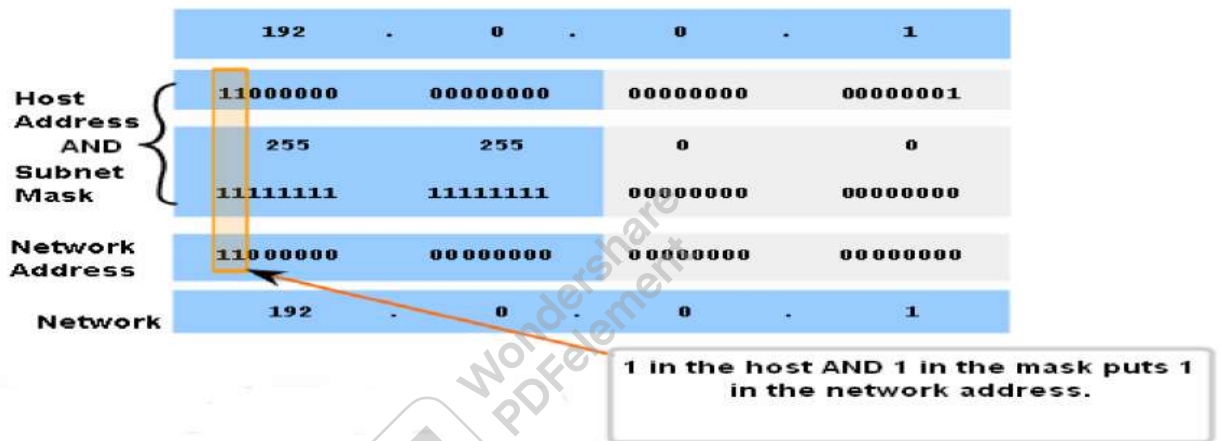 192 . 0 . 0 . 1
Host Address 11000000 00000000 00000000 00000001
AND 255 255 0 0
Subnet Mask 11111111 11111111 00000000 00000000
Network Address 11000000 00000000 00000000 00000000
Network 192 . 0 . 0 . 1
1 in the host AND 1 in the mask puts 1
in the network address.
Wondershare
PDFelement